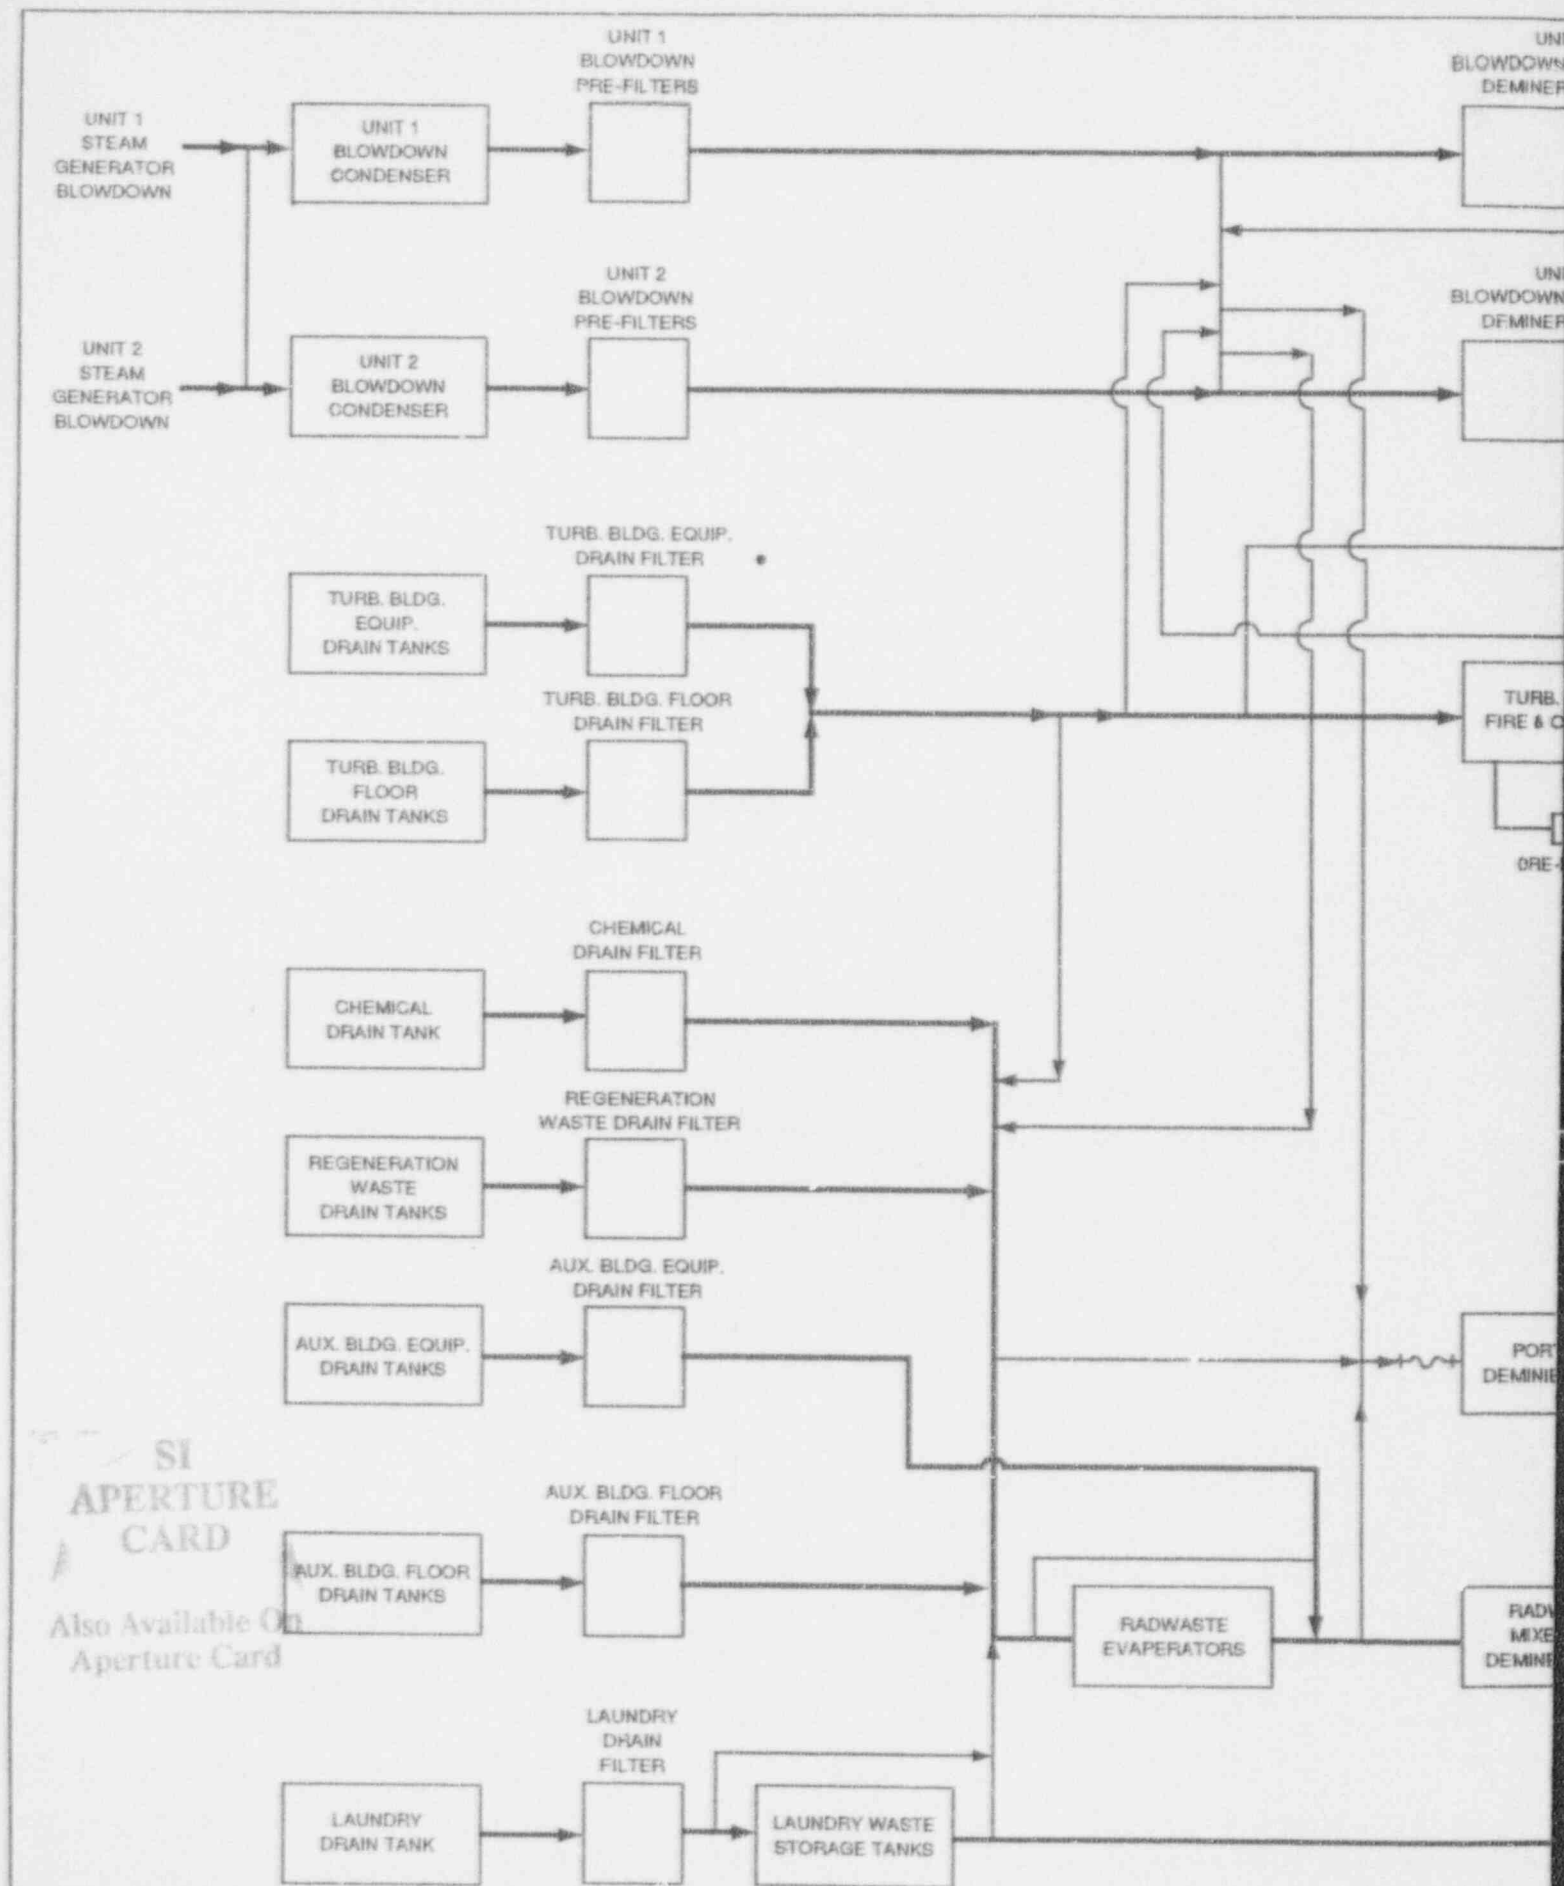 UNIT 1
BLOWDOWN
PRE-FILTERS
BLOWDOWN
UNIT 1
STEAM
GENERATOR
BLOWDOWN
UNIT 1
BLOWDOWN
CONDENSER
UNIT 2
BLOWDOWN
PRE-FILTERS
BLOWDOWN
UNIT 2
STEAM
GENERATOR
BLOWDOWN
UNIT 2
BLOWDOWN
CONDENSER
TURB. BLDG. EQUIP.
DRAIN FILTER
TURB. BLDG.
EQUIP.
DRAIN TANKS
TURB. BLDG. FLOOR
DRAIN FILTER
TURB.
FIRE &
TURB. BLDG.
FLOOR
DRAIN TANKS
CHEMICAL
DRAIN FILTER
CHEMICAL
DRAIN TANK
REGENERATION
WASTE DRAIN FILTER
REGENERATION
WASTE
DRAIN TANKS
AUX. BLDG. EQUIP.
DRAIN FILTER
AUX. BLDG. EQUIP.
DRAIN TANKS
SI
APERTURE
CARD
Also Available On
Aperture Card
AUX. BLDG. FLOOR
DRAIN FILTER
AUX. BLDG. FLOOR
DRAIN TANKS
RADWASTE
EVAPERATORS
LAUNDRY
DRAIN
FILTER
LAUNDRY
DRAIN TANK
LAUNDRY WASTE
STORAGE TANKS